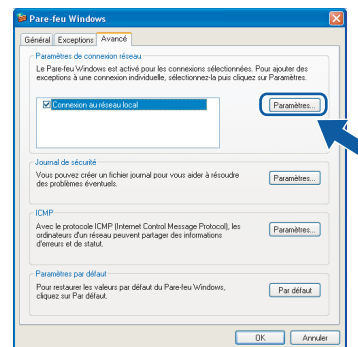 Pare-feu Windows
Général Exceptions Avancé
Paramètres de connexion réseau
Le Pare-feu Windows est activé pour les connexions sélectionnées. Pour ajouter des
exceptions à une connexion individuelle, sélectionnez-la puis cliquez sur Paramètres.
Connexion au réseau local
Paramètres...
Journal de sécurité
Vous pouvez créer un fichier journal pour vous aider à résoudre
des problèmes éventuels.
Paramètres...
ICMP
Avec le protocole ICMP (Internet Control Message Protocol), les
ordinateurs d'un réseau peuvent partager des informations
d'erreurs et de statut.
Paramètres...
Paramètres par défaut
Pour restaurer les valeurs par défaut du Pare-feu Windows,
cliquez sur Par défaut.
Par défaut
OK Annuler